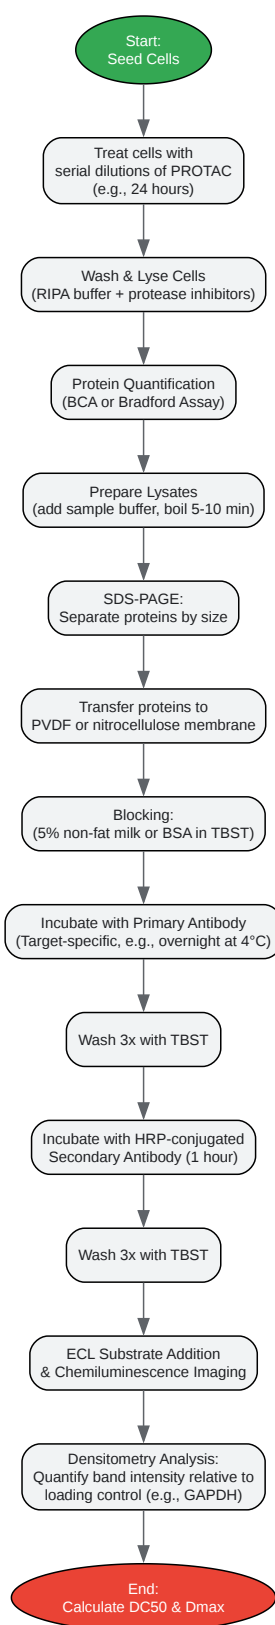 Start:
Seed Cells
Treat cells with
serial dilutions of PROTAC
(e.g., 24 hours)
Wash & Lyse Cells
(RIPA buffer + protease inhibitors)
Protein Quantification
(BCA or Bradford Assay)
Prepare Lysates
(add sample buffer, boil 5-10 min)
SDS-PAGE:
Separate proteins by size
Transfer proteins to
PVDF or nitrocellulose membrane
Blocking:
(5% non-fat milk or BSA in TBST)
Incubate with Primary Antibody
(Target-specific, e.g., overnight at 4°C)
Wash 3x with TBST
Incubate with HRP-conjugated
Secondary Antibody (1 hour)
Wash 3x with TBST
ECL Substrate Addition
& Chemiluminescence Imaging
Densitometry Analysis:
Quantify band intensity relative to
loading control (e.g., GAPDH)
End:
Calculate DC50 & Dmax